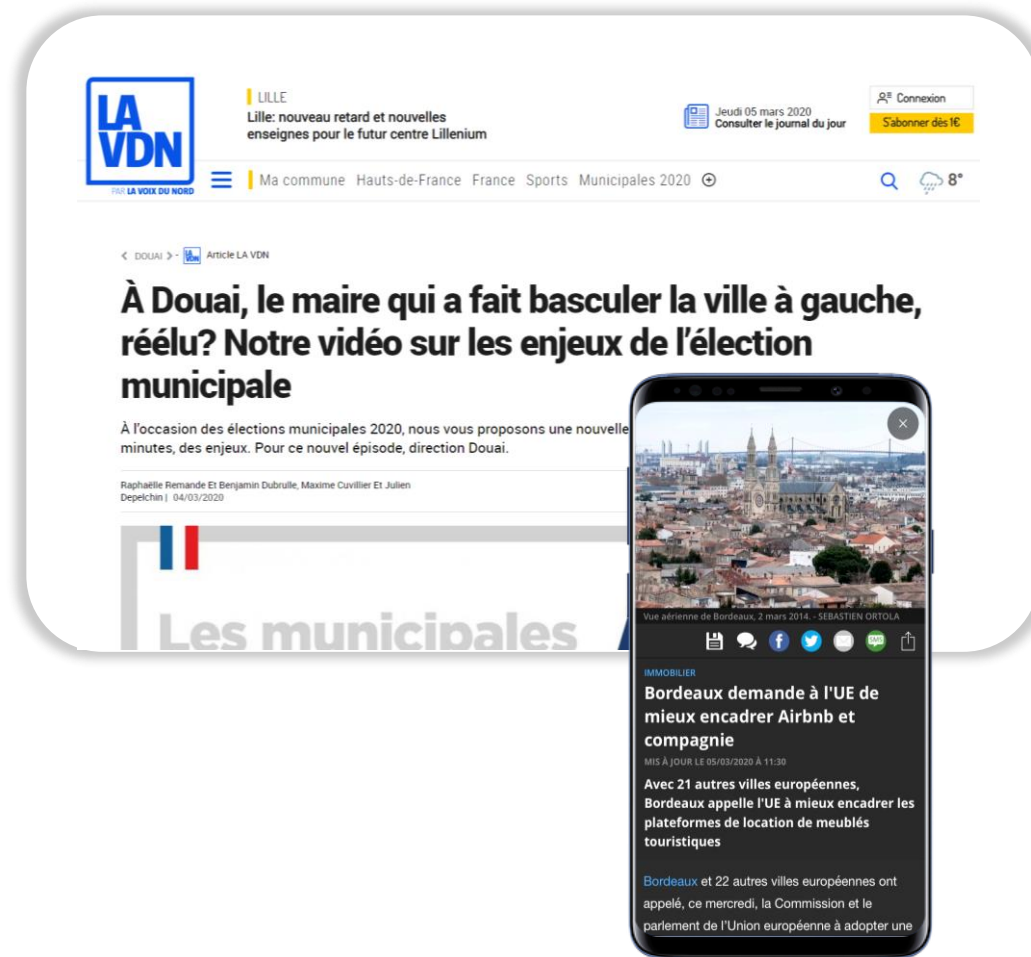 LA
VDN
PAR LA VOIX DU NORD
LILLE
Lille: nouveau retard et nouvelles
enseignes pour le futur centre Lillenium
Jeudi 05 mars 2020
Consulter le journal du jour
Connexion
S'abonner dès 1€
Ma commune Hauts-de-France France Sports Municipales 2020
8°
DOUAI - LA VDN Article LA VDN
À Douai, le maire qui a fait basculer la ville à gauche,
réélu? Notre vidéo sur les enjeux de l'élection
municipale
À l'occasion des élections municipales 2020, nous vous proposons une nouvelle
minutes, des enjeux. Pour ce nouvel épisode, direction Douai.
Raphaëlle Remande Et Benjamin Dubrulle, Maxime Cuvillier Et Julien
Depelchin | 04/03/2020
Les municipales
Vue aérienne de Bordeaux, 2 mars 2014. - SEBASTIEN ORTOLA
SMS
IMMOBILIER
Bordeaux demande à l'UE de
mieux encadrer Airbnb et
compagnie
MIS À JOUR LE 05/03/2020 À 11:30
Avec 21 autres villes européennes,
Bordeaux appelle l'UE à mieux encadrer les
plateformes de location de meublés
touristiques
Bordeaux et 22 autres villes européennes ont
appelé, ce mercredi, la Commission et le
parlement de l'Union européenne à adopter une